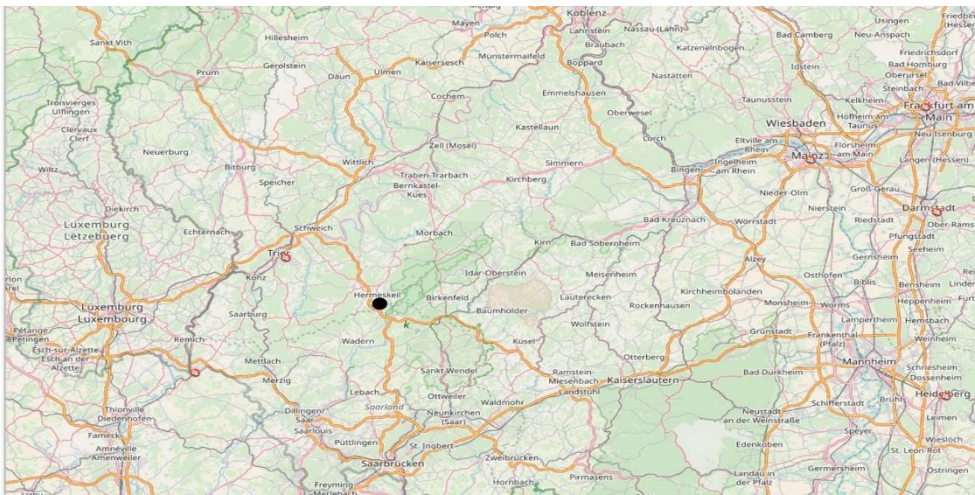 Koblenz
Mayen
Polch
Lahnstein
Nassau (Lahn)
Bad Camberg
Usingen
Neu-Anspach
Friedrichsdorf
Sankt Vith
Hillesheim
Kaisersesch
Münstermaifeld
Braubach
Katzenelnbogen
Bad Homburg
Oberursel
Prüm
Gerolstein
Daun
Ulmen
Boppard
Nastätten
Idstein
Steinbach
Troisvierges
Ulflingen
Cochem
Emmelshausen
Taunusstein
Kelkheim
Frankfurt am Main
Oberwesel
Hofheim am Taunus
Clervaux
Clerf
Kastellaun
Wiesbaden
Neu-Isenburg
Neuerburg
Wittlich
Zell (Mosel)
Lorch
Eltville am Rhein
Mainz
Flörsheim am Main
Wiltz
Bitburg
Simmern
Ingelheim am Rhein
Langen (Hessen)
Speicher
Traben-Trarbach
Bernkastel-Kues
Kirchberg
Bingen
Nieder-Olm
Groß-Gerau
Diekirch
Nierstein
Darmstadt
Luxemburg
Lëtzebuerg
Echternach
Schweich
Morbach
Bad Kreuznach
Wörrstadt
Riedstadt
Pfungstadt
Trier
Kirn
Bad Sobernheim
Seeheim
Konz
Alzey
Gernsheim
Idar-Oberstein
Meisenheim
Osthofen
Biblis
Bensheim
Hermeskeil
Birkenfeld
Lauterecken
Kirchheimbolanden
Monsheim
Worms
Heppenheim
Luxemburg
Luxembourg
Saarburg
Baumholder
Rockenhausen
Lampertheim
Hemsbach
Pétange
Remich
Wadern
Kusel
Wolfstein
Grünstadt
Frankenthal (Pfalz)
Weinheim
Esch-sur-Alzette
Esch an der Alzette
Mettlach
Otterberg
Mannheim
Schriesheim
Merzig
Sankt Wendel
Ramstein-Miesenbach
Kaiserslautern
Bad Dürkheim
Dossenheim
Lebach
Ottweiler
Waldmohr
Landstuhl
Heidelberg
Thionville
Diedenhofen
Dillingen
Saarland
Neunkirchen (Saar)
Neustadt an der Weinstraße
Schifferstadt
Brühl
Leimen
Saarlouis
Püttlingen
St. Ingbert
Speyer
Wiesloch
Fameck
Amnéville
Amenweiler
Saarbrücken
Zweibrücken
Edenkoben
St. Leon-Rot
Freyming-Merlebach
Hornbach
Pirmasens
Landau in der Pfalz
Germersheim
Östringen